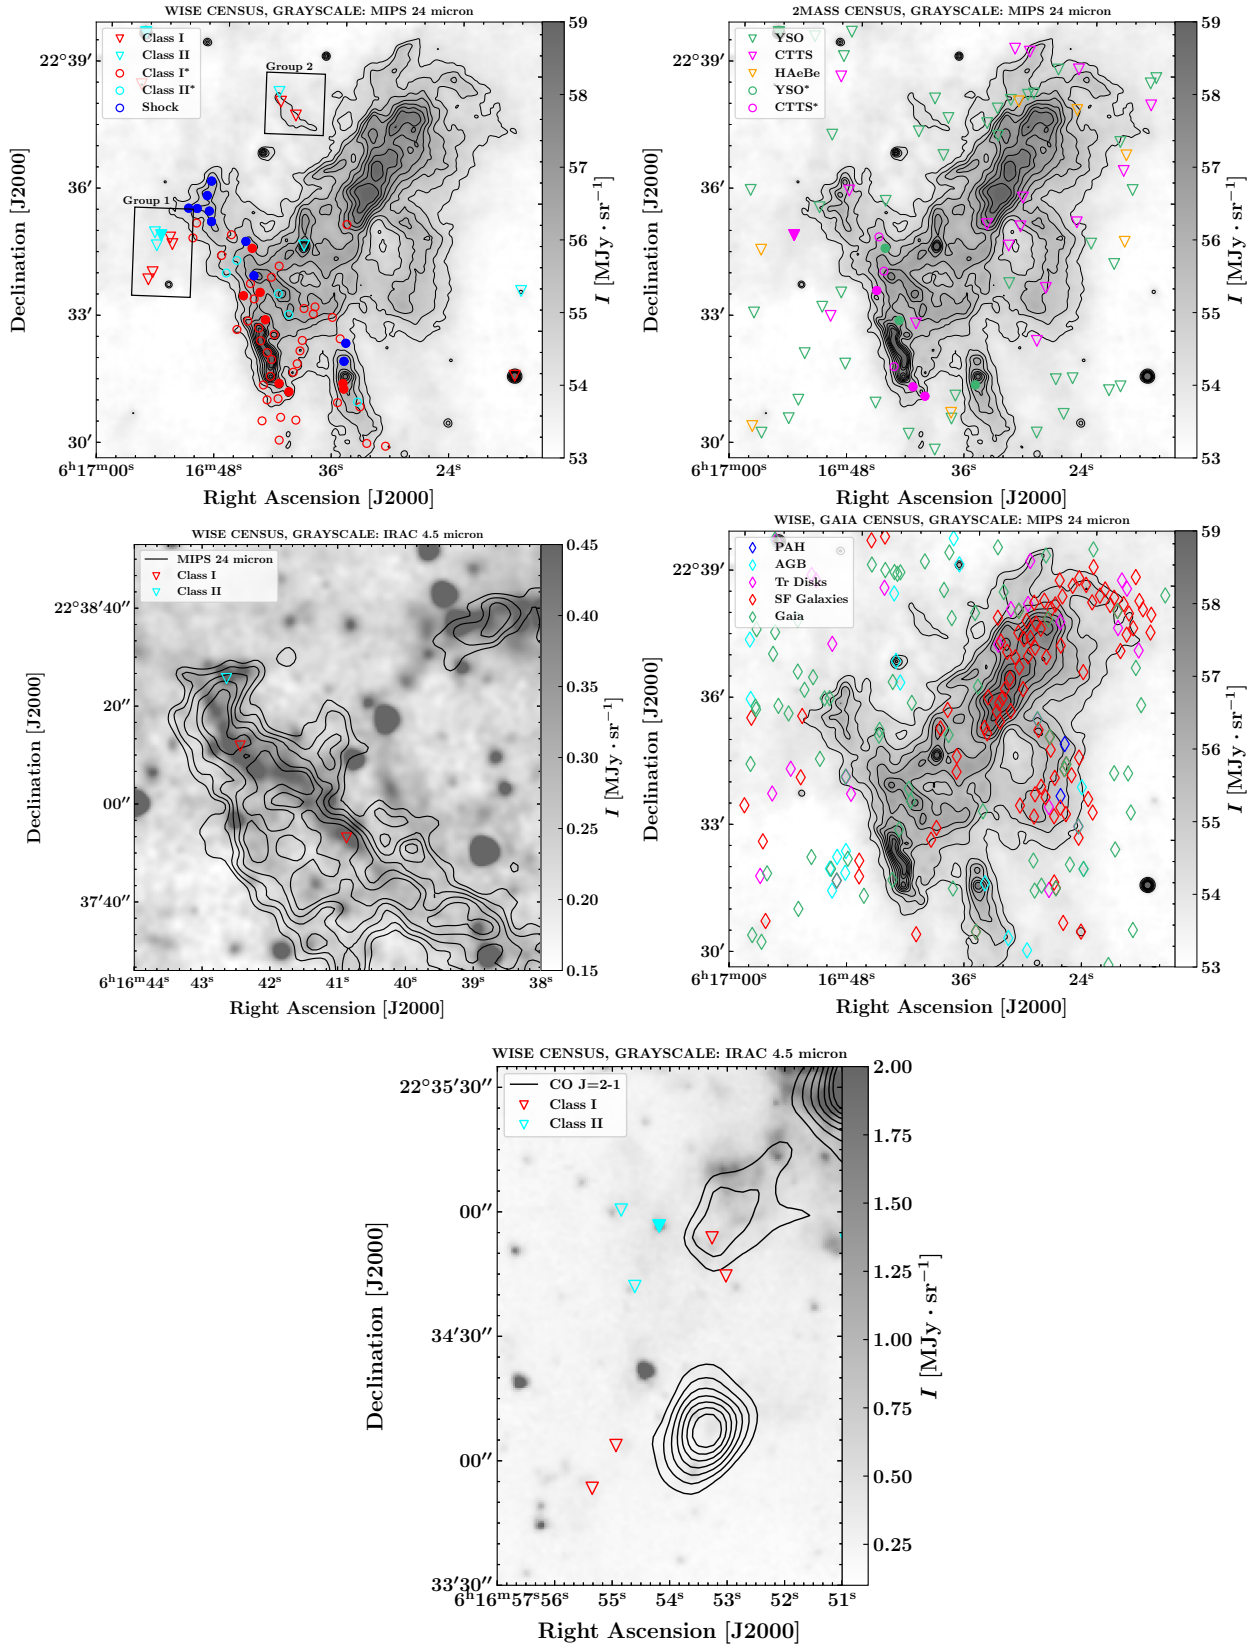 WISE CENSUS, GRAYSCALE: MIPS 24 micron
Class I
Class II
Class I*
Class II*
Shock
Group 2
Group 1
22°39′
36′
33′
30′
6ʰ17ᵐ00ˢ
16ᵐ48ˢ
36ˢ
24ˢ
Right Ascension [J2000]
Declination [J2000]
59
58
57
56
55
54
53
I [MJy · sr⁻¹]
2MASS CENSUS, GRAYSCALE: MIPS 24 micron
YSO
CTTS
HAeBe
YSO*
CTTS*
22°39′
36′
33′
30′
6ʰ17ᵐ00ˢ
16ᵐ48ˢ
36ˢ
24ˢ
Right Ascension [J2000]
Declination [J2000]
59
58
57
56
55
54
53
I [MJy · sr⁻¹]
WISE CENSUS, GRAYSCALE: IRAC 4.5 micron
MIPS 24 micron
Class I
Class II
22°38′40″
20″
00″
37′40″
6ʰ16ᵐ44ˢ
43ˢ
42ˢ
41ˢ
40ˢ
39ˢ
38ˢ
Right Ascension [J2000]
Declination [J2000]
0.45
0.40
0.35
0.30
0.25
0.20
0.15
I [MJy · sr⁻¹]
WISE, GAIA CENSUS, GRAYSCALE: MIPS 24 micron
PAH
AGB
Tr Disks
SF Galaxies
Gaia
22°39′
36′
33′
30′
6ʰ17ᵐ00ˢ
16ᵐ48ˢ
36ˢ
24ˢ
Right Ascension [J2000]
Declination [J2000]
59
58
57
56
55
54
53
I [MJy · sr⁻¹]
WISE CENSUS, GRAYSCALE: IRAC 4.5 micron
CO J=2-1
Class I
Class II
22°35′30″
00″
34′30″
00″
33′30″
6ʰ16ᵐ57ˢ
56ˢ
55ˢ
54ˢ
53ˢ
52ˢ
51ˢ
Right Ascension [J2000]
Declination [J2000]
2.00
1.75
1.50
1.25
1.00
0.75
0.50
0.25
I [MJy · sr⁻¹]